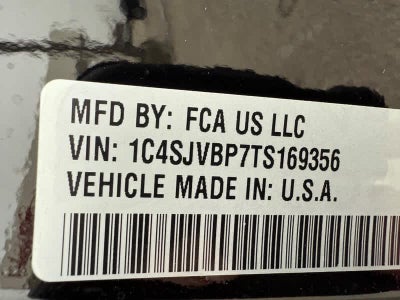 MFD BY: FCA US LLC
VIN: 1C4SJVBP7TS169356
VEHICLE MADE IN: U.S.A.